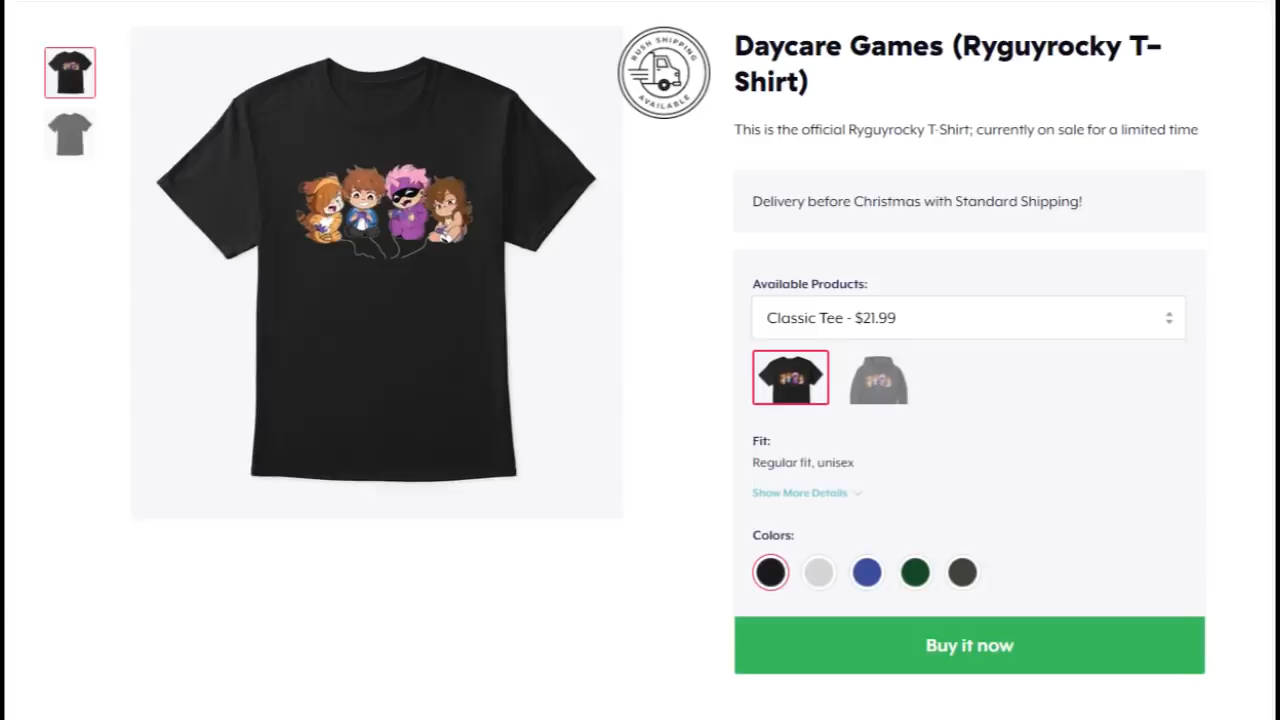 RUSH SHIPPING
AVAILABLE
Daycare Games (Ryguyrocky T-
Shirt)
This is the official Ryguyrocky T-Shirt; currently on sale for a limited time
Delivery before Christmas with Standard Shipping!
Available Products:
Classic Tee - $21.99
Fit:
Regular fit, unisex
Show More Details
Colors:
Buy it now